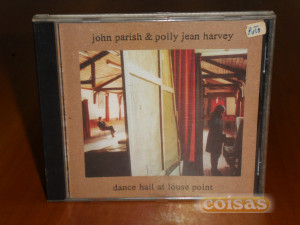 john parish & polly jean harvey
dance hall at louse point
coisas